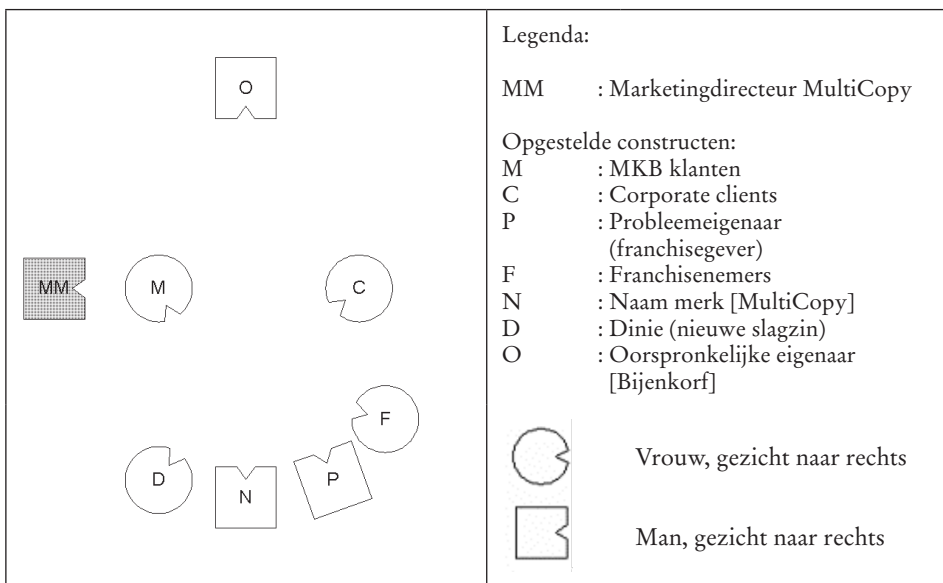 O
MM
M
C
F
D
N
P
Legenda:
MM : Marketingdirecteur MultiCopy
Opgestelde constructen:
M : MKB klanten
C : Corporate clients
P : Probleemeigenaar
(franchisegever)
F : Franchisenemers
N : Naam merk [MultiCopy]
D : Dinie (nieuwe slagzin)
O : Oorspronkelijke eigenaar
[Bijenkorf]
Vrouw, gezicht naar rechts
Man, gezicht naar rechts